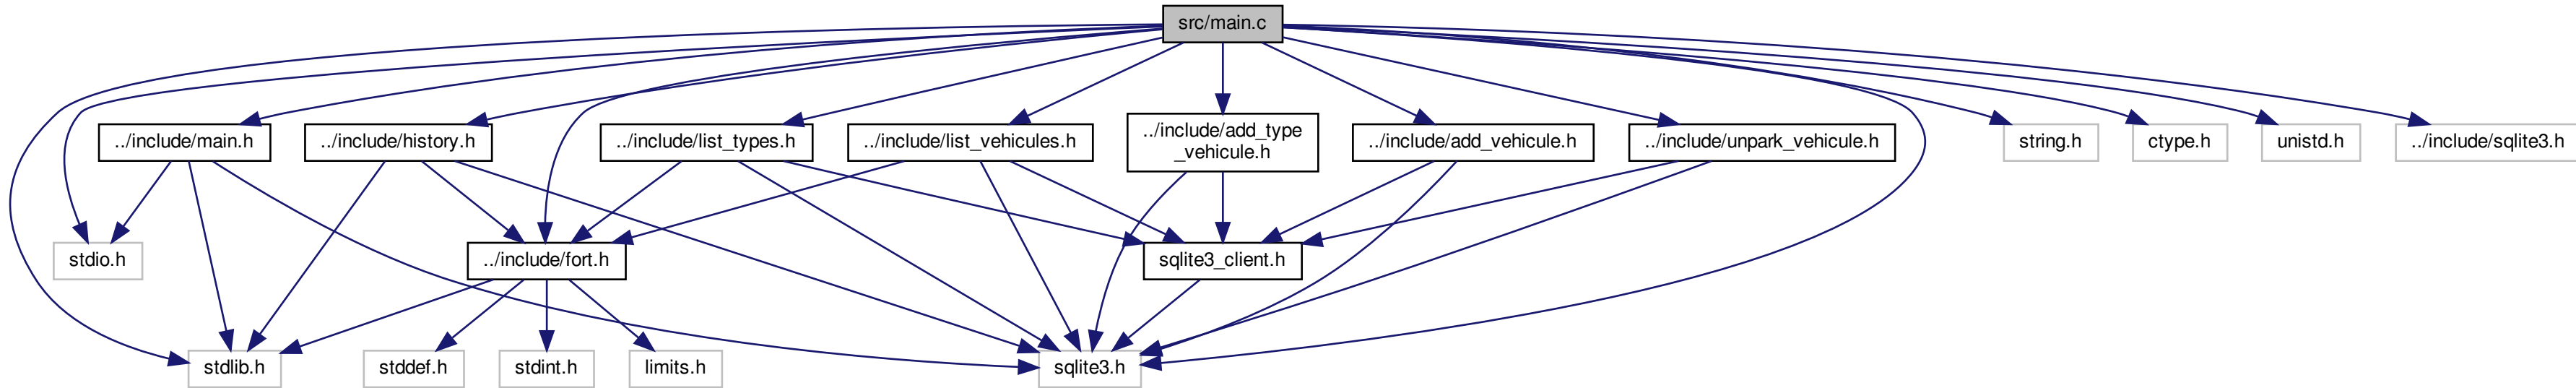 src/main.c
../include/main.h
../include/history.h
../include/list_types.h
../include/list_vehicules.h
../include/add_type
_vehicule.h
../include/add_vehicule.h
../include/unpark_vehicule.h
string.h
ctype.h
unistd.h
../include/sqlite3.h
stdio.h
../include/fort.h
sqlite3_client.h
stdlib.h
stddef.h
stdint.h
limits.h
sqlite3.h